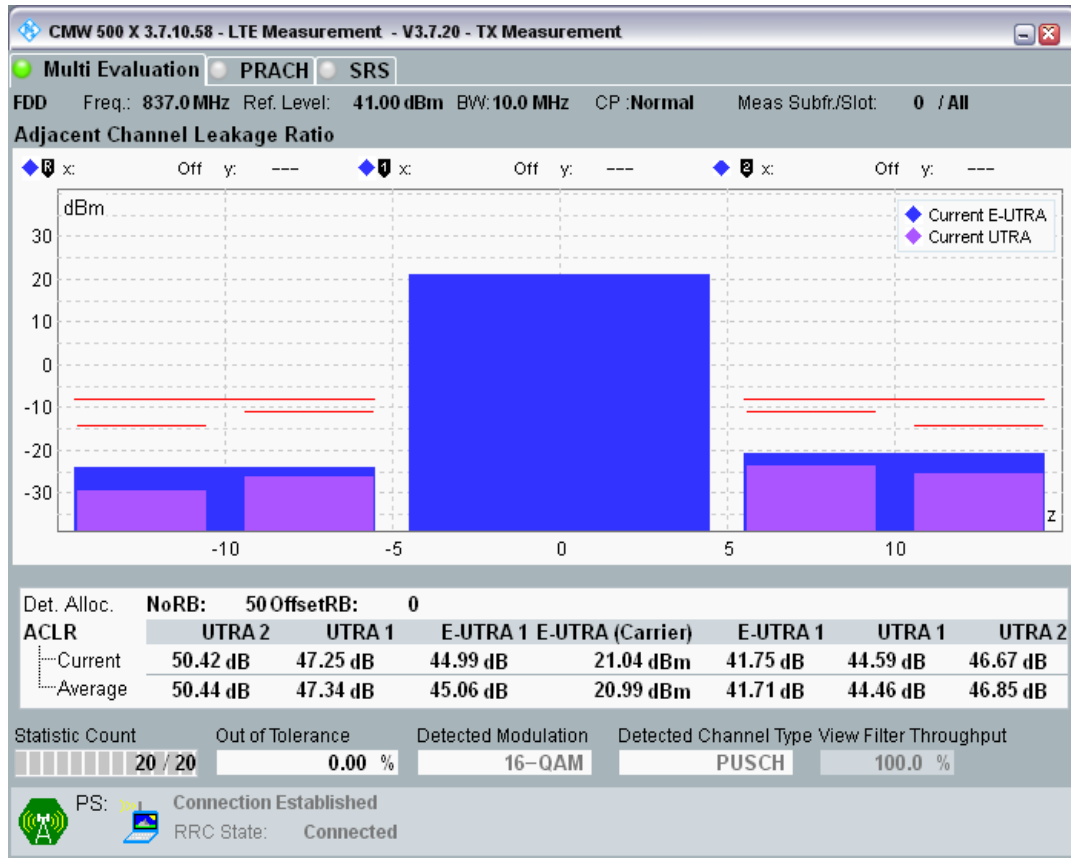 CMW 500 X 3.7.10.58 - LTE Measurement - V3.7.20 - TX Measurement
Multi Evaluation PRACH SRS
FDD Freq.: 837.0 MHz Ref. Level: 41.00 dBm BW: 10.0 MHz CP :Normal Meas Subfr./Slot: 0 / All
Adjacent Channel Leakage Ratio
R x: Off y: --- 1 x: Off y: --- 2 x: Off y: ---
dBm
Current E-UTRA
Current UTRA
30
20
10
0
-10
-20
-30
z
-10 -5 0 5 10
Det. Alloc. NoRB: 50 OffsetRB: 0
ACLR UTRA 2 UTRA 1 E-UTRA 1 E-UTRA (Carrier) E-UTRA 1 UTRA 1 UTRA 2
Current 50.42 dB 47.25 dB 44.99 dB 21.04 dBm 41.75 dB 44.59 dB 46.67 dB
Average 50.44 dB 47.34 dB 45.06 dB 20.99 dBm 41.71 dB 44.46 dB 46.85 dB
Statistic Count Out of Tolerance Detected Modulation Detected Channel Type View Filter Throughput
20 / 20 0.00 % 16-QAM PUSCH 100.0 %
PS: Connection Established
RRC State: Connected